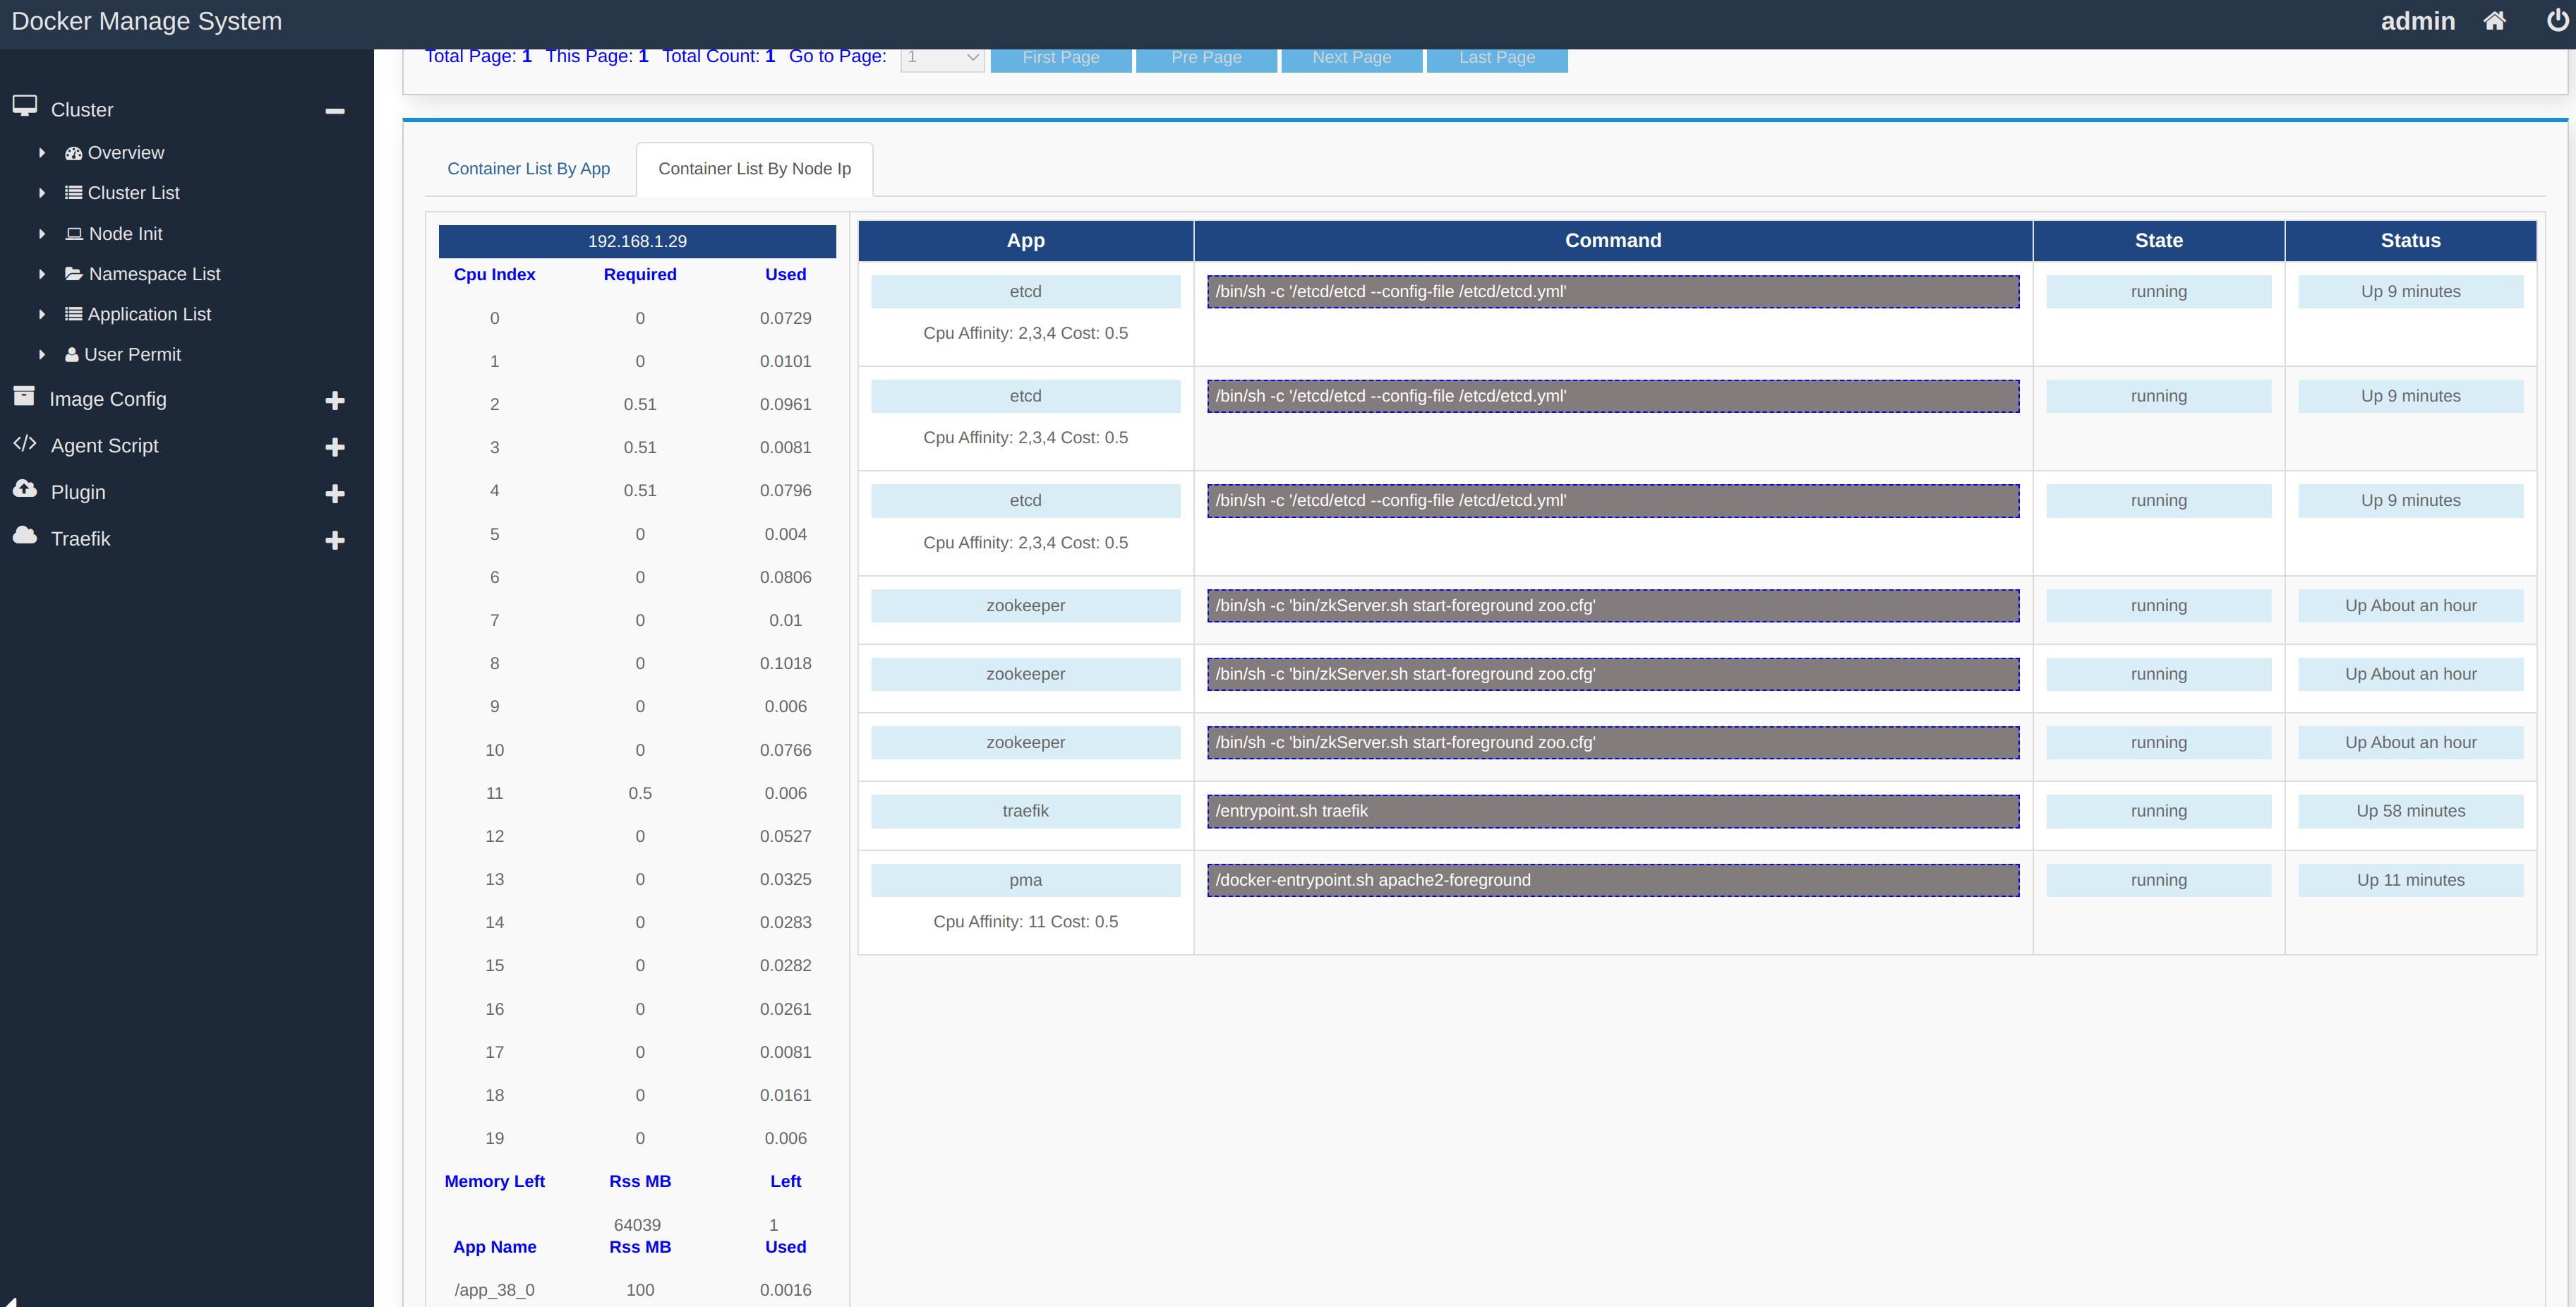 Docker Manage System
admin
Total Page: 1 This Page: 1 Total Count: 1 Go to Page: 1 First Page Pre Page Next Page Last Page
Cluster
Overview
Cluster List
Node Init
Namespace List
Application List
User Permit
Image Config
Agent Script
Plugin
Traefik
Container List By App
Container List By Node Ip
192.168.1.29
Cpu Index Required Used
0 0 0.0729
1 0 0.0101
2 0.51 0.0961
3 0.51 0.0081
4 0.51 0.0796
5 0 0.004
6 0 0.0806
7 0 0.01
8 0 0.1018
9 0 0.006
10 0 0.0766
11 0.5 0.006
12 0 0.0527
13 0 0.0325
14 0 0.0283
15 0 0.0282
16 0 0.0261
17 0 0.0081
18 0 0.0161
19 0 0.006
Memory Left Rss MB Left
64039 1
App Name Rss MB Used
/app_38_0 100 0.0016
App Command State Status
etcd /bin/sh -c '/etcd/etcd --config-file /etcd/etcd.yml' running Up 9 minutes
Cpu Affinity: 2,3,4 Cost: 0.5
etcd /bin/sh -c '/etcd/etcd --config-file /etcd/etcd.yml' running Up 9 minutes
Cpu Affinity: 2,3,4 Cost: 0.5
etcd /bin/sh -c '/etcd/etcd --config-file /etcd/etcd.yml' running Up 9 minutes
Cpu Affinity: 2,3,4 Cost: 0.5
zookeeper /bin/sh -c 'bin/zkServer.sh start-foreground zoo.cfg' running Up About an hour
zookeeper /bin/sh -c 'bin/zkServer.sh start-foreground zoo.cfg' running Up About an hour
zookeeper /bin/sh -c 'bin/zkServer.sh start-foreground zoo.cfg' running Up About an hour
traefik /entrypoint.sh traefik running Up 58 minutes
pma /docker-entrypoint.sh apache2-foreground running Up 11 minutes
Cpu Affinity: 11 Cost: 0.5